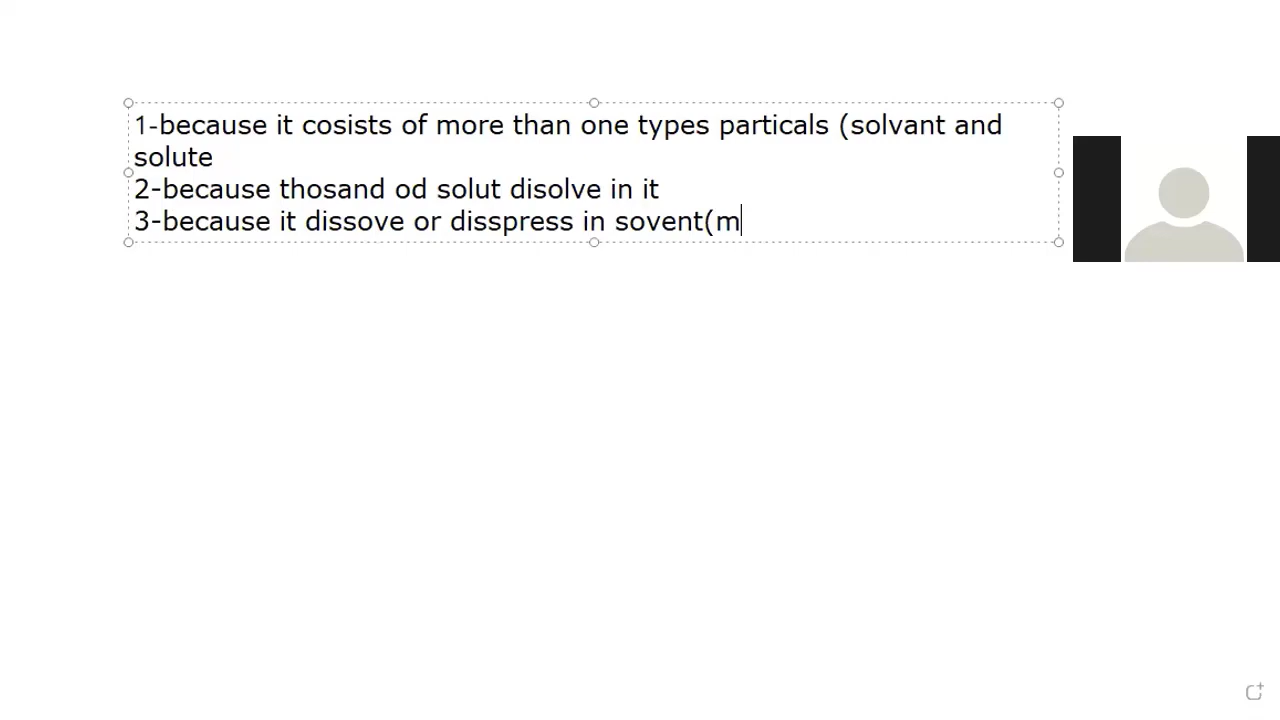 1-because it cosists of more than one types particals (solvant and
solute
2-because thosand od solut disolve in it
3-because it dissove or disspress in sovent(m